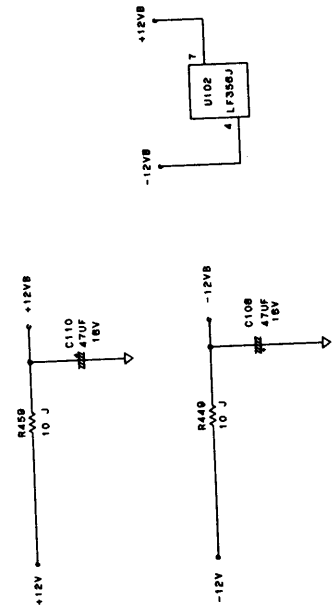 +12VB
7
U102
LF356J
4
-12VB
+12VB
C110
47UF
16V
R459
10 J
+12V
-12VB
C108
47UF
16V
R449
10 J
-12V